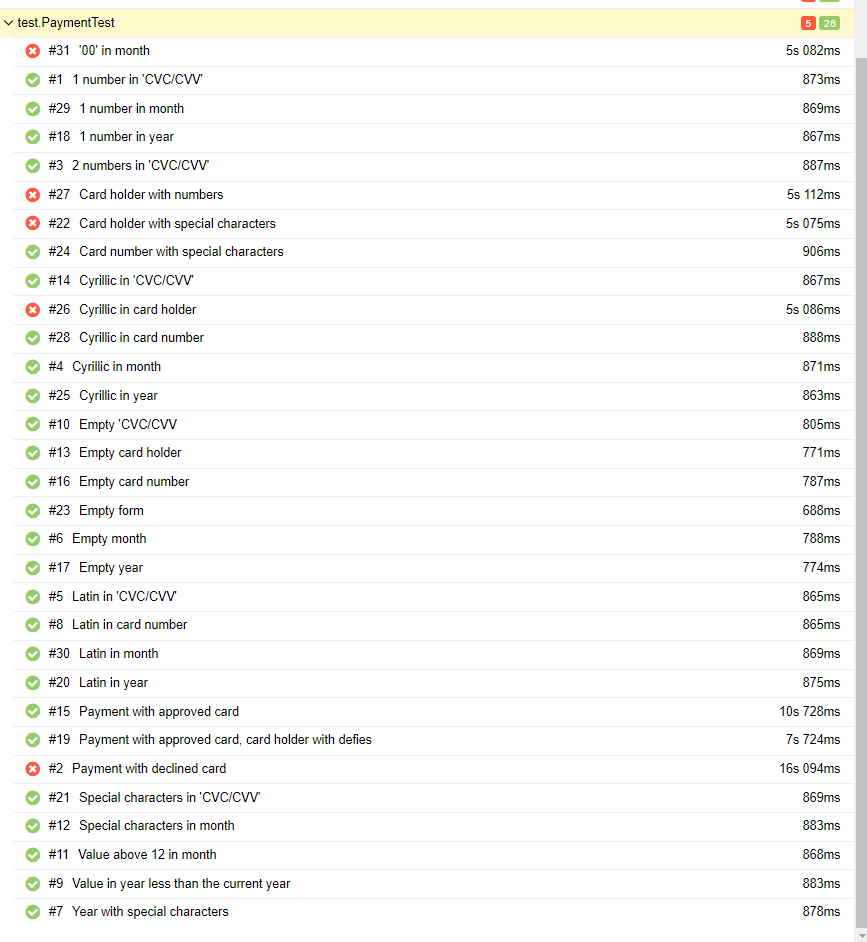 test.PaymentTest 5 26
#31 '00' in month 5s 082ms
#1 1 number in 'CVC/CVV' 873ms
#29 1 number in month 869ms
#18 1 number in year 867ms
#3 2 numbers in 'CVC/CVV' 887ms
#27 Card holder with numbers 5s 112ms
#22 Card holder with special characters 5s 075ms
#24 Card number with special characters 906ms
#14 Cyrillic in 'CVC/CVV' 867ms
#26 Cyrillic in card holder 5s 086ms
#28 Cyrillic in card number 888ms
#4 Cyrillic in month 871ms
#25 Cyrillic in year 863ms
#10 Empty 'CVC/CVV 805ms
#13 Empty card holder 771ms
#16 Empty card number 787ms
#23 Empty form 688ms
#6 Empty month 788ms
#17 Empty year 774ms
#5 Latin in 'CVC/CVV' 865ms
#8 Latin in card number 865ms
#30 Latin in month 869ms
#20 Latin in year 875ms
#15 Payment with approved card 10s 728ms
#19 Payment with approved card, card holder with defies 7s 724ms
#2 Payment with declined card 16s 094ms
#21 Special characters in 'CVC/CVV' 869ms
#12 Special characters in month 883ms
#11 Value above 12 in month 868ms
#9 Value in year less than the current year 883ms
#7 Year with special characters 878ms